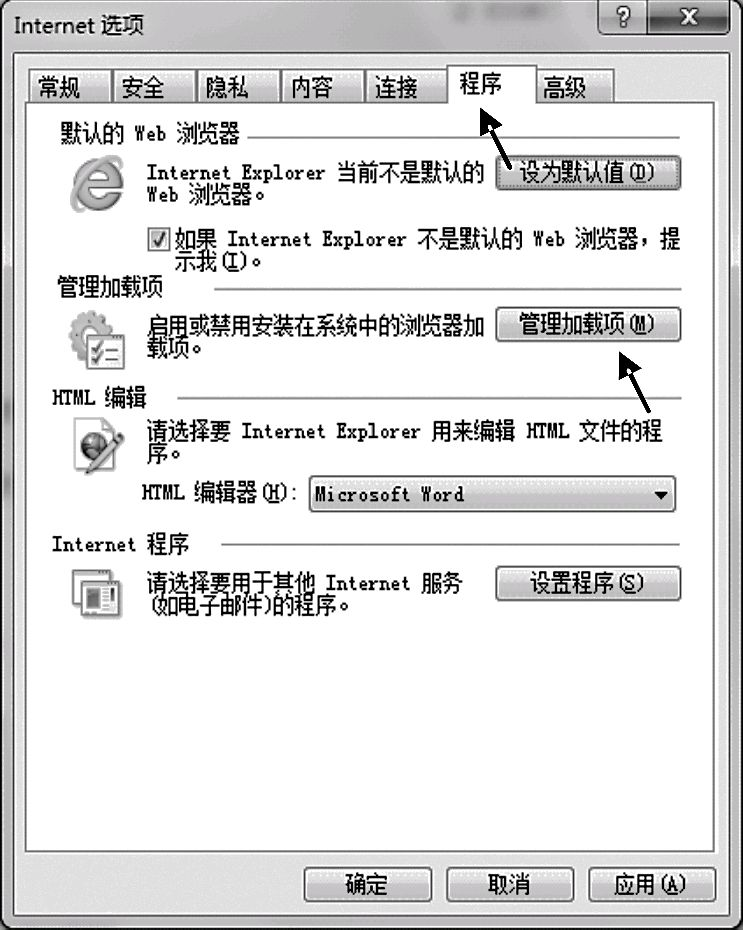 Internet 选项
?
X
常规 安全 隐私 内容 连接 程序 高级
默认的 Web 浏览器
Internet Explorer 当前不是默认的
Web 浏览器。
设为默认值(D)
如果 Internet Explorer 不是默认的 Web 浏览器，提
示我(I)。
管理加载项
启用或禁用安装在系统中的浏览器加
载项。
管理加载项(M)
HTML 编辑
请选择要 Internet Explorer 用来编辑 HTML 文件的程
序。
HTML 编辑器(H): Microsoft Word
Internet 程序
请选择要用于其他 Internet 服务
(如电子邮件)的程序。
设置程序(S)
确定 取消 应用(A)